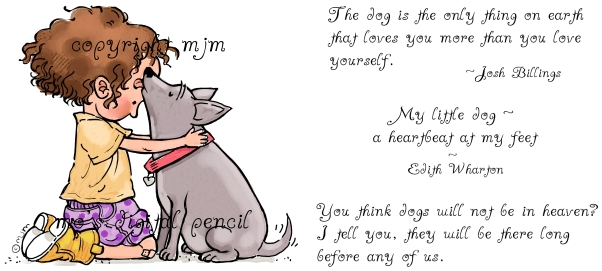 copyright mjm
mo's digital pencil
©mjm
The dog is the only thing on earth
that loves you more than you love
yourself.
~Josh Billings
My little dog ~
a heartbeat at my feet
~
Edith Wharton
You think dogs will not be in heaven?
I tell you, they will be there long
before any of us.